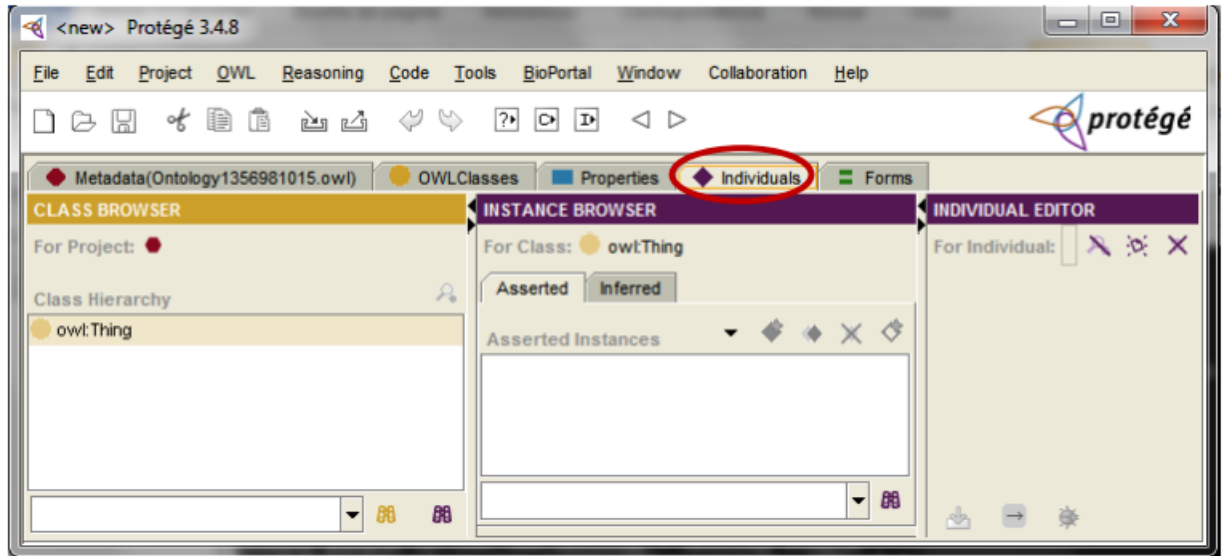 <new> Protégé 3.4.8
File Edit Project OWL Reasoning Code Tools BioPortal Window Collaboration Help
protégé
Metadata(Ontology1356981015.owl) OWLClasses Properties Individuals Forms
CLASS BROWSER
For Project:
Class Hierarchy
owl:Thing
INSTANCE BROWSER
For Class: owl:Thing
Asserted Inferred
Asserted Instances
INDIVIDUAL EDITOR
For Individual: